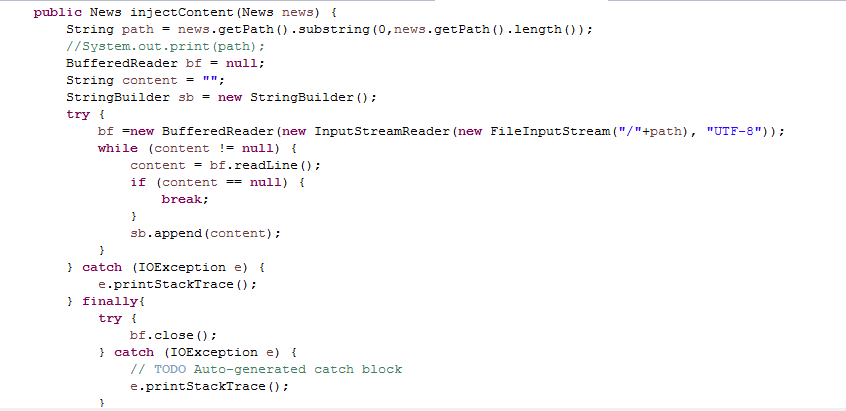 public News injectContent(News news) {
String path = news.getPath().substring(0,news.getPath().length());
//System.out.print(path);
BufferedReader bf = null;
String content = "";
StringBuilder sb = new StringBuilder();
try {
bf =new BufferedReader(new InputStreamReader(new FileInputStream("/"+path), "UTF-8"));
while (content != null) {
content = bf.readLine();
if (content == null) {
break;
}
sb.append(content);
}
} catch (IOException e) {
e.printStackTrace();
} finally{
try {
bf.close();
} catch (IOException e) {
// TODO Auto-generated catch block
e.printStackTrace();
}